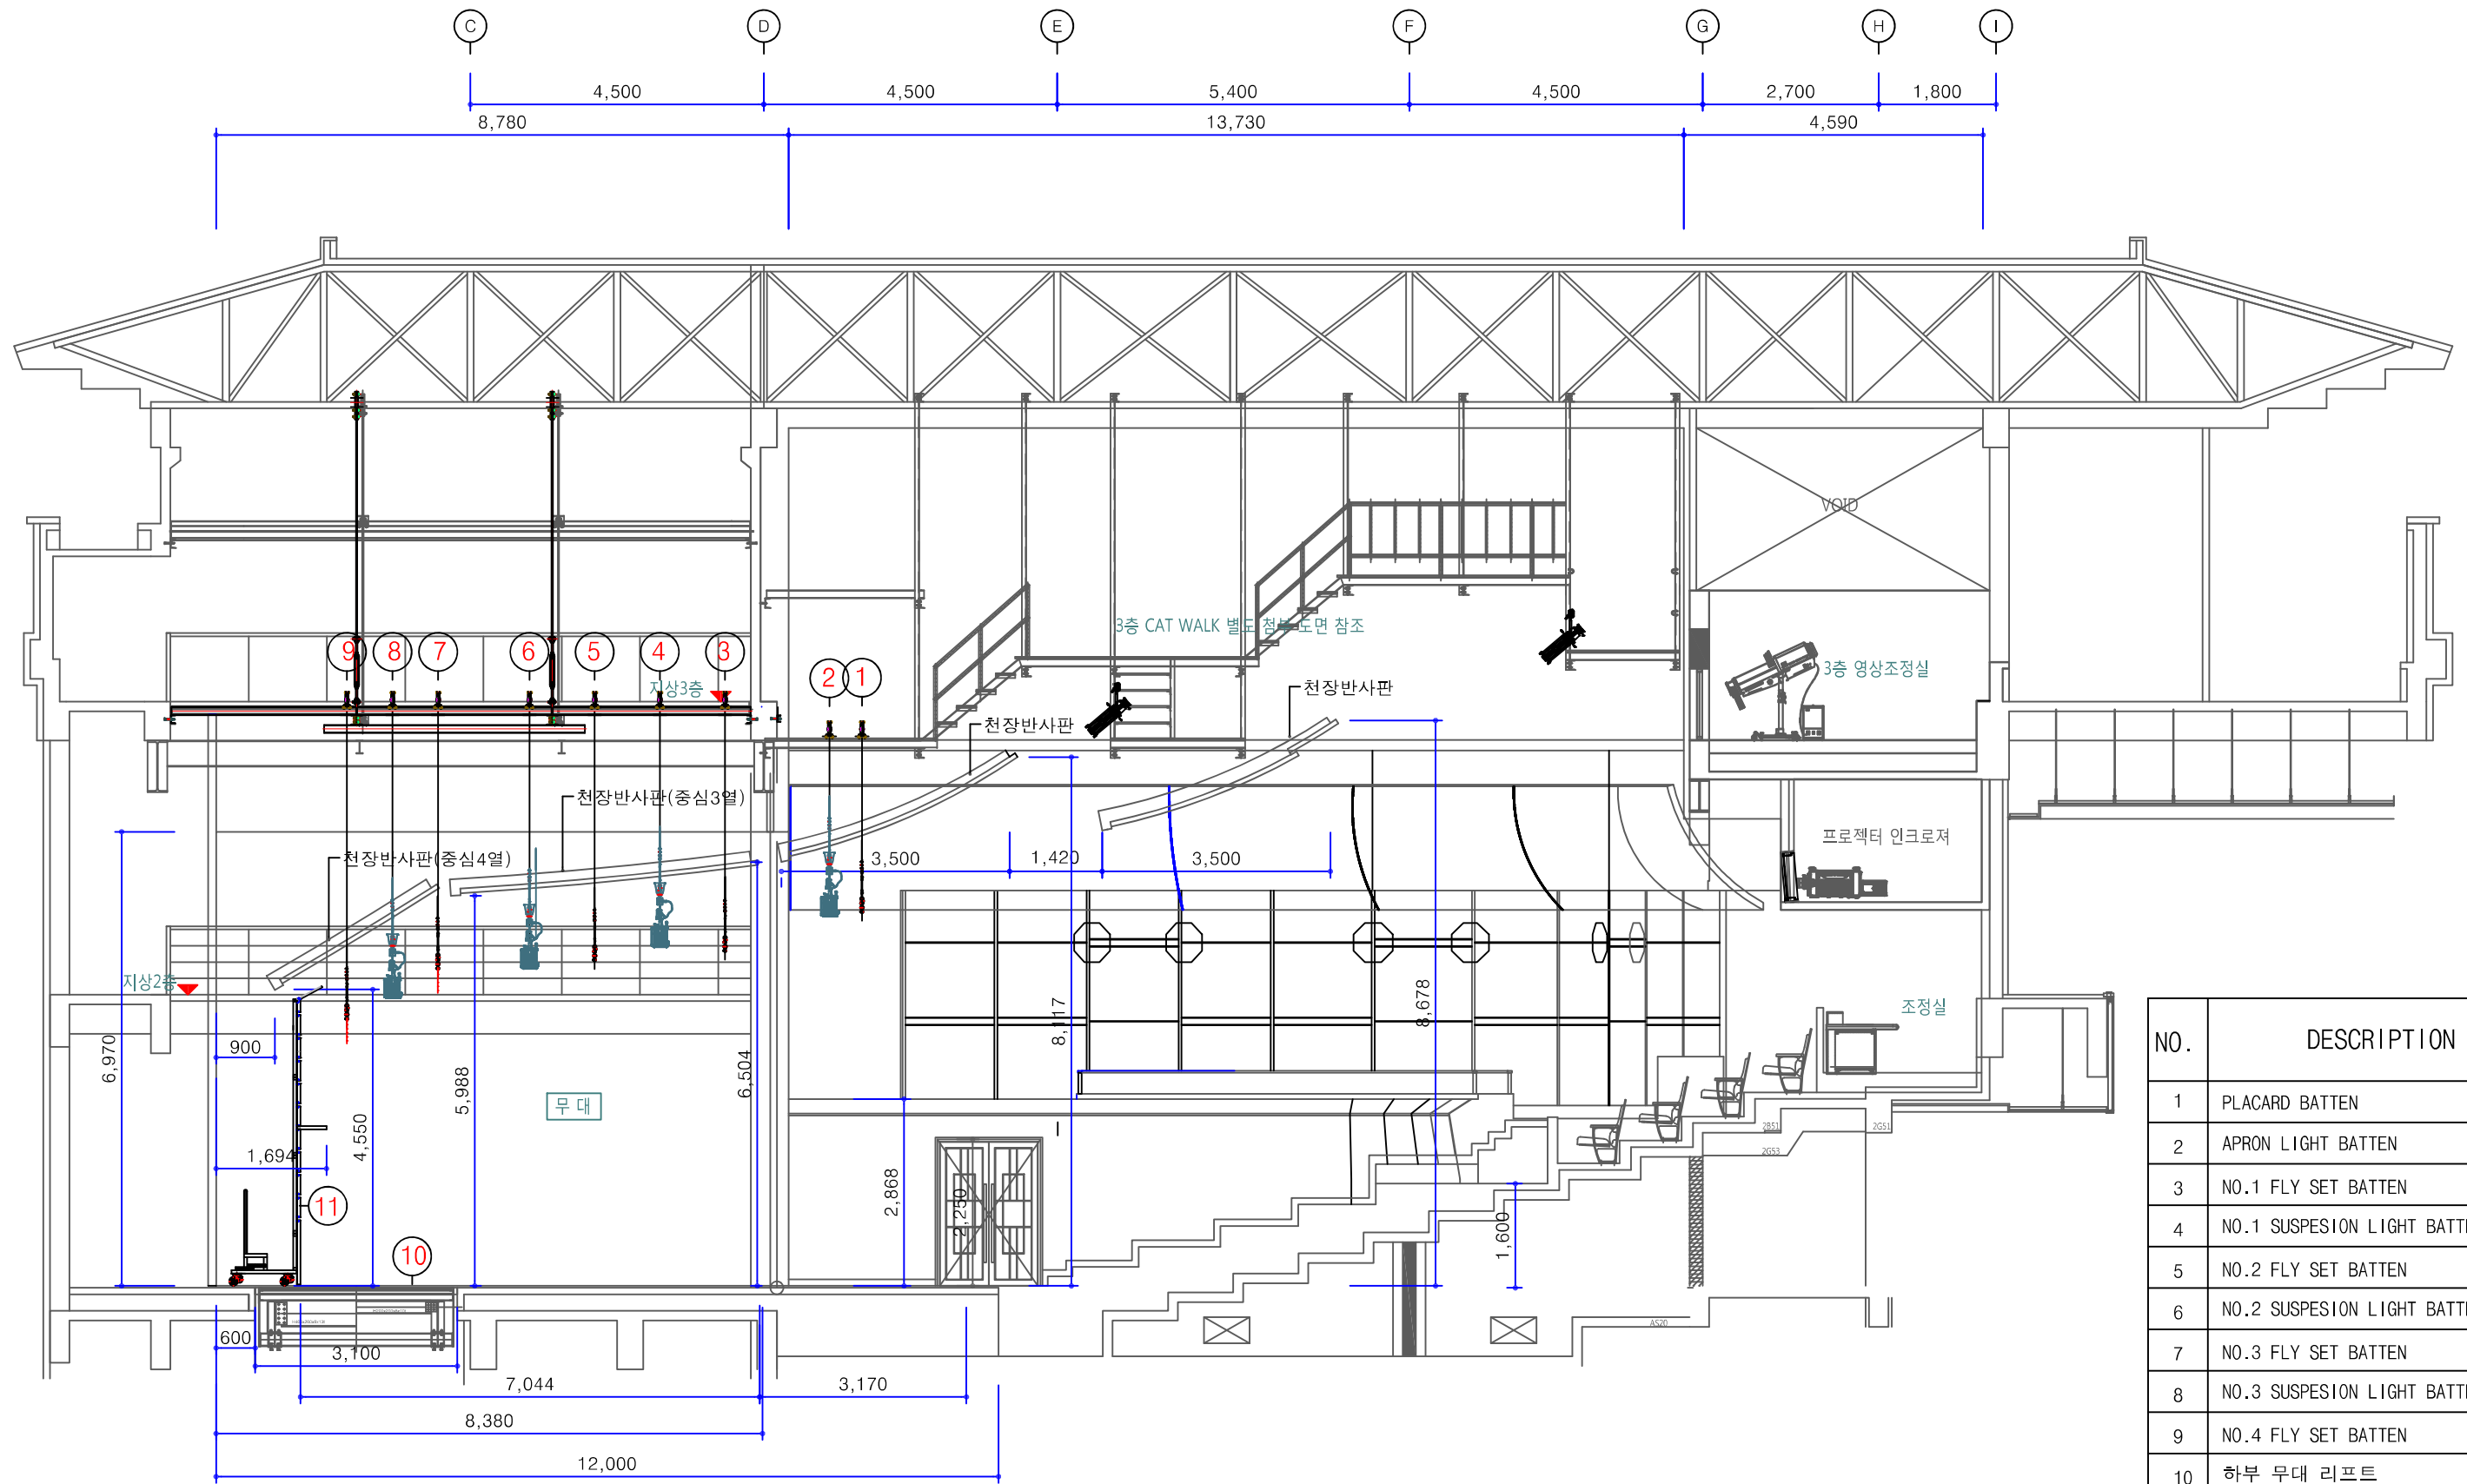 C
D
E
F
G
H
I
4,500
4,500
5,400
4,500
2,700
1,800
8,780
13,730
4,590
VOID
3층 CAT WALK 별도 첨부 도면 참조
9
8
7
6
5
4
3
2
1
지상3층
3층 영상조정실
천장반사판
천장반사판
천장반사판(중심3열)
천장반사판(중심4열)
3,500
1,420
3,500
프로젝터 인크로져
지상2층
조정실
6,970
900
5,988
6,504
8,117
8,678
무 대
4,550
1,694
11
10
2,868
2,250
1,600
2B51
2G51
2G53
AS20
600
3,100
7,044
3,170
8,380
12,000
NO. DESCRIPTION
1 PLACARD BATTEN
2 APRON LIGHT BATTEN
3 NO.1 FLY SET BATTEN
4 NO.1 SUSPESION LIGHT BATT
5 NO.2 FLY SET BATTEN
6 NO.2 SUSPESION LIGHT BATT
7 NO.3 FLY SET BATTEN
8 NO.3 SUSPESION LIGHT BATT
9 NO.4 FLY SET BATTEN
10 하부 무대 리프트